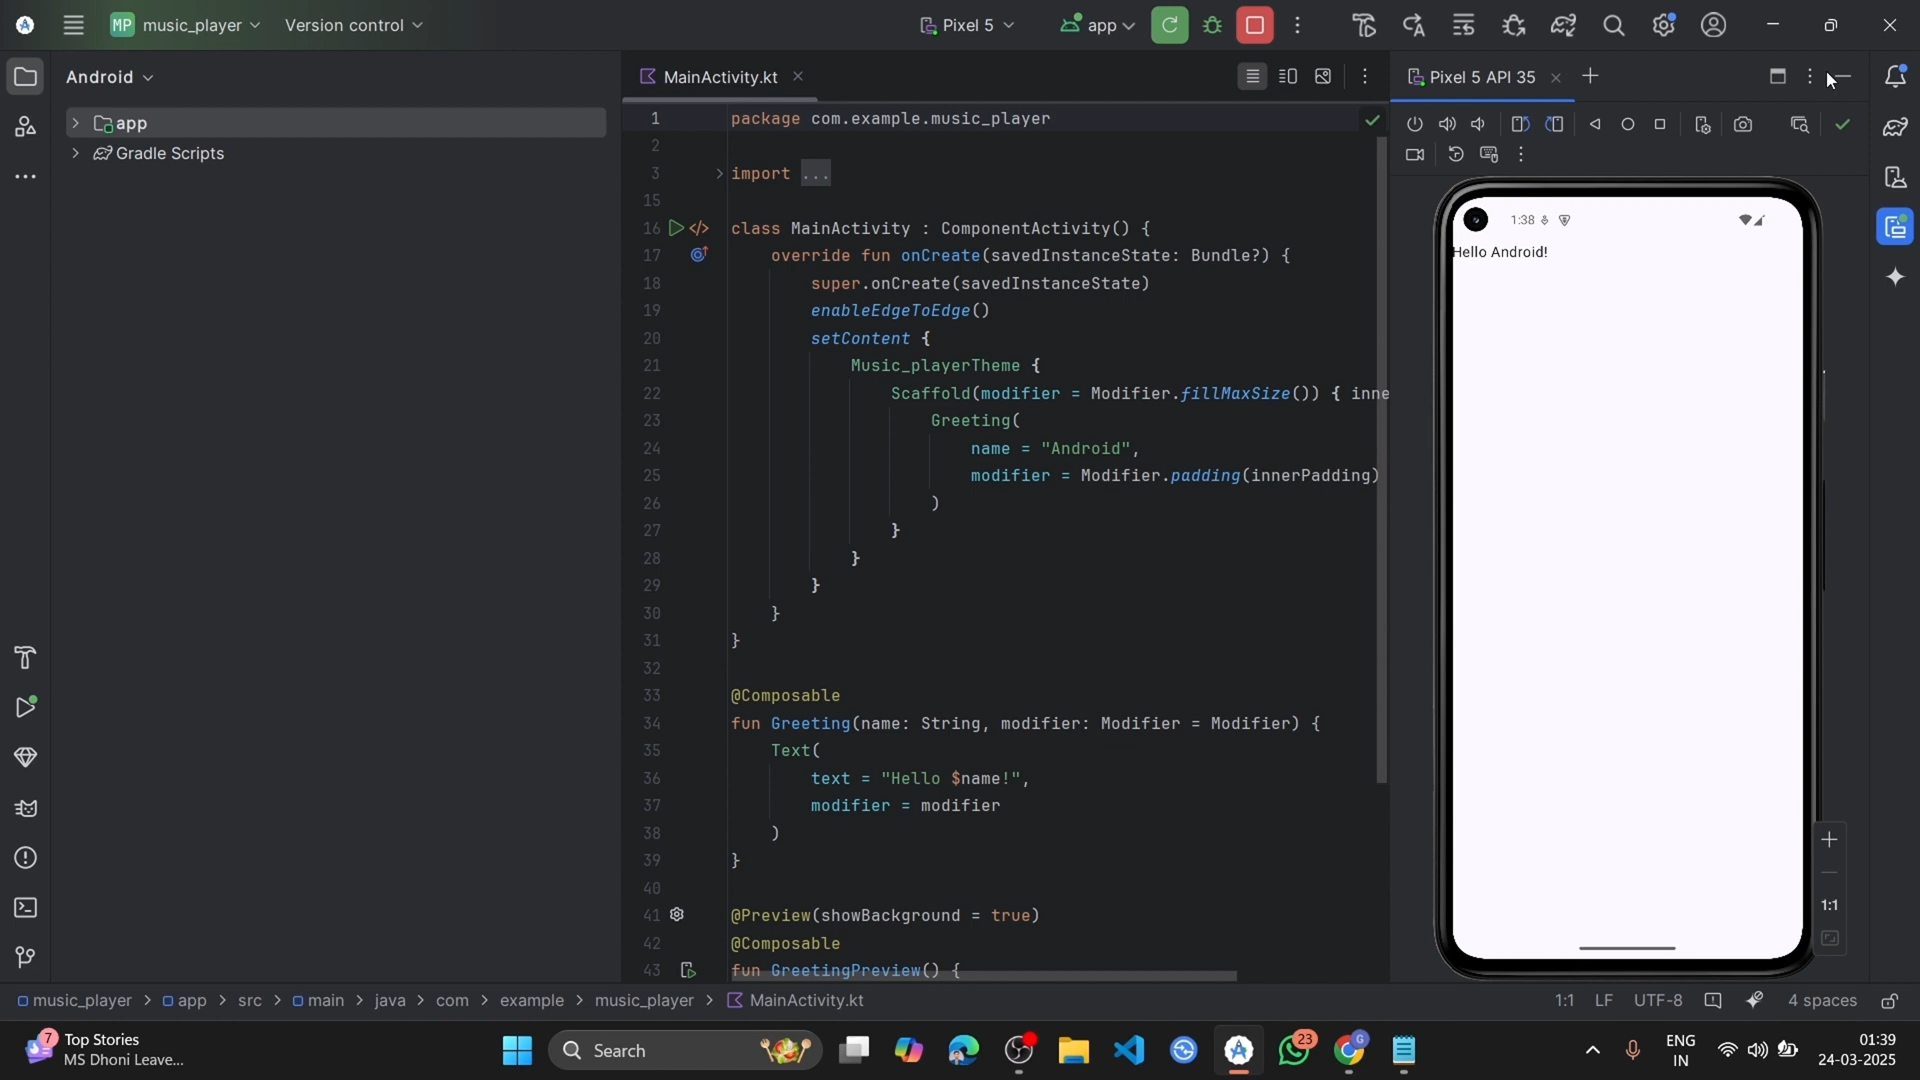 MP music_player Version control Pixel 5 app
Android
app
Gradle Scripts
MainActivity.kt
1 package com.example.music_player
2
3 import ...
15
16 class MainActivity : ComponentActivity() {
17 override fun onCreate(savedInstanceState: Bundle?) {
18 super.onCreate(savedInstanceState)
19 enableEdgeToEdge()
20 setContent {
21 Music_playerTheme {
22 Scaffold(modifier = Modifier.fillMaxSize()) { inne
23 Greeting(
24 name = "Android",
25 modifier = Modifier.padding(innerPadding)
26 )
27 }
28 }
29 }
30 }
31 }
32
33 @Composable
34 fun Greeting(name: String, modifier: Modifier = Modifier) {
35 Text(
36 text = "Hello $name!",
37 modifier = modifier
38 )
39 }
40
41 @Preview(showBackground = true)
42 @Composable
43 fun GreetingPreview() {
Pixel 5 API 35
1:38
Hello Android!
1:1
music_player > app > src > main > java > com > example > music_player > MainActivity.kt
1:1 LF UTF-8 4 spaces
7 Top Stories
MS Dhoni Leave...
Search
23
G
ENG
IN
01:39
24-03-2025